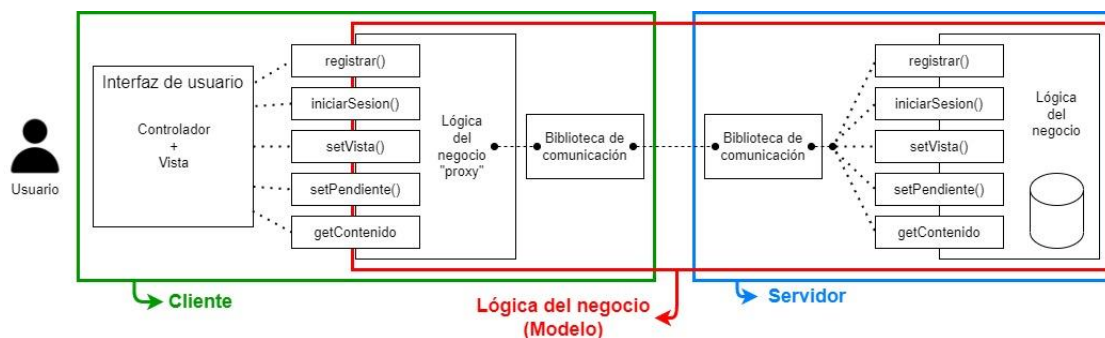 Usuario
Interfaz de usuario
Controlador
+
Vista
registrar()
iniciarSesion()
setVista()
setPendiente()
getContenido
Lógica
del
negocio
"proxy"
Biblioteca de
comunicación
Biblioteca de
comunicación
registrar()
iniciarSesion()
setVista()
setPendiente()
getContenido
Lógica
del
negocio
Cliente
Lógica del negocio
(Modelo)
Servidor